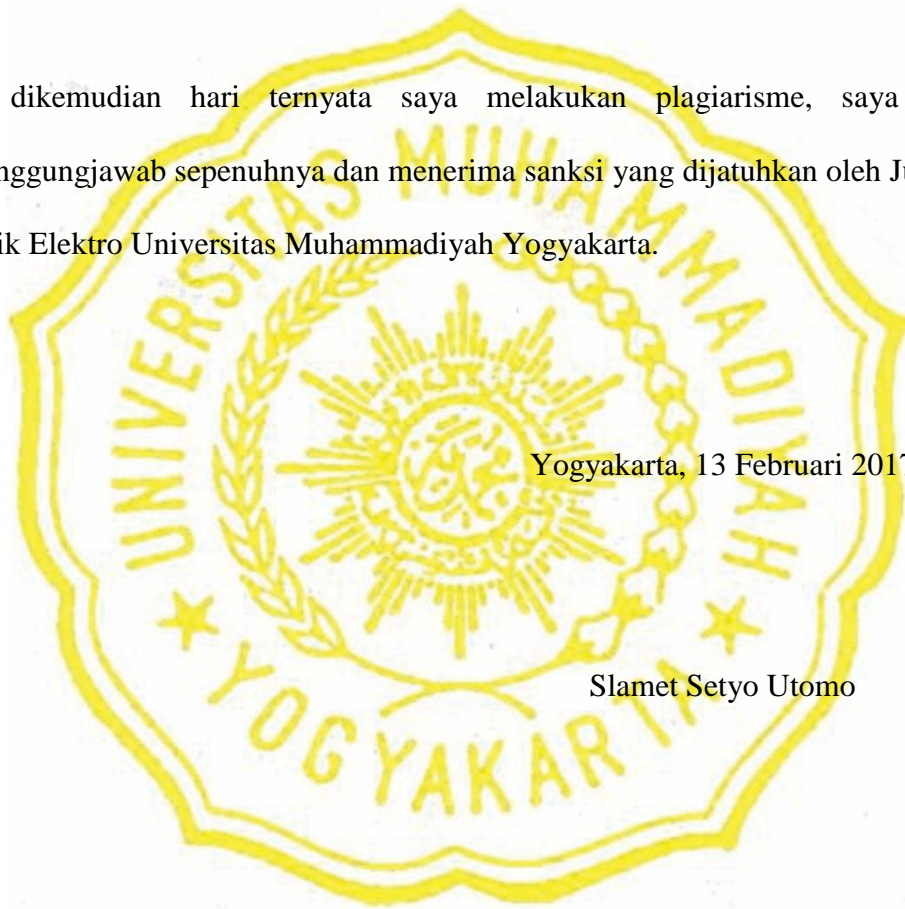 dikemudian hari ternyata saya melakukan plagiarisme, saya
nggungjawab sepenuhnya dan menerima sanksi yang dijatuhkan oleh Ju
ik Elektro Universitas Muhammadiyah Yogyakarta.
UNIVERSITAS MUHAMMADIYAH
Yogyakarta, 13 Februari 2017
Slamet Setyo Utomo
YOGYAKARTA